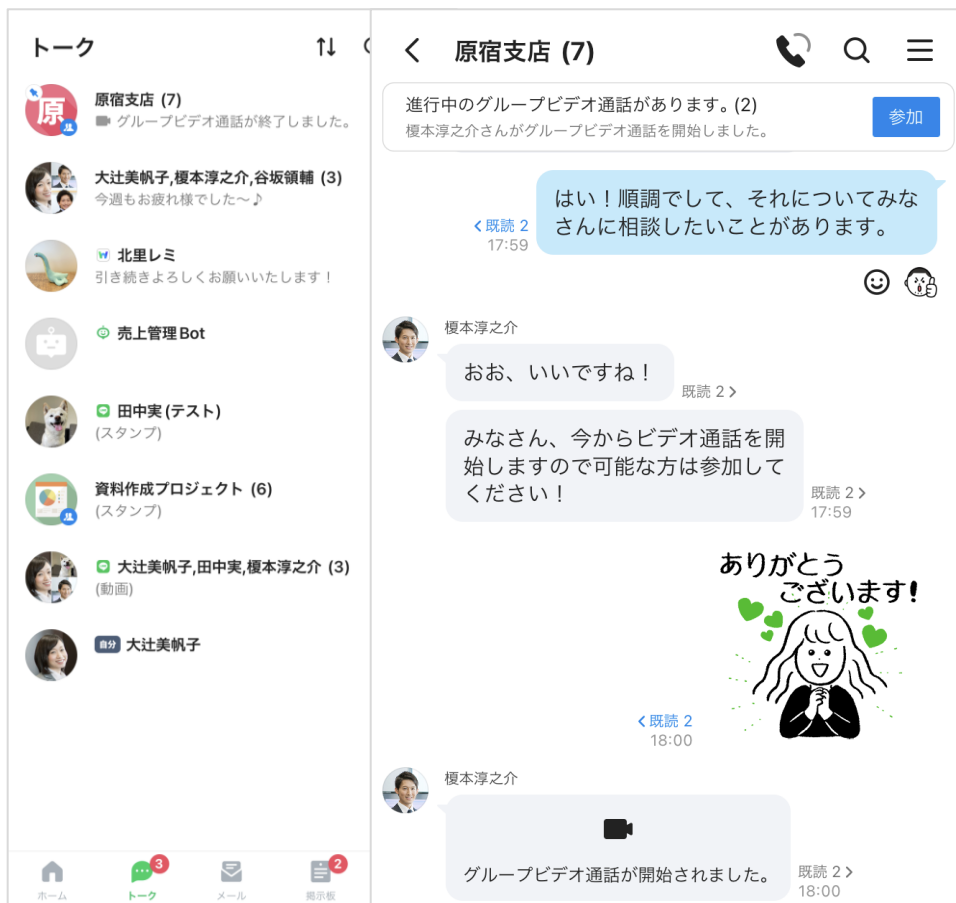 トーク
原
原宿支店 (7)
グループビデオ通話が終了しました。
大辻美帆子,榎本淳之介,谷坂領輔 (3)
今週もお疲れ様でした〜♪
北里レミ
引き続きよろしくお願いいたします！
売上管理Bot
田中実(テスト)
(スタンプ)
資料作成プロジェクト (6)
(スタンプ)
大辻美帆子,田中実,榎本淳之介 (3)
(動画)
自分 大辻美帆子
3
2
ホーム
トーク
メール
掲示板
原宿支店 (7)
進行中のグループビデオ通話があります。(2)
榎本淳之介さんがグループビデオ通話を開始しました。
参加
はい！順調でして、それについてみな
さんに相談したいことがあります。
既読 2
17:59
榎本淳之介
おお、いいですね！
既読 2
みなさん、今からビデオ通話を開
始しますので可能な方は参加して
ください！
既読 2
17:59
ありがとう
ございます!
既読 2
18:00
榎本淳之介
グループビデオ通話が開始されました。
既読 2
18:00